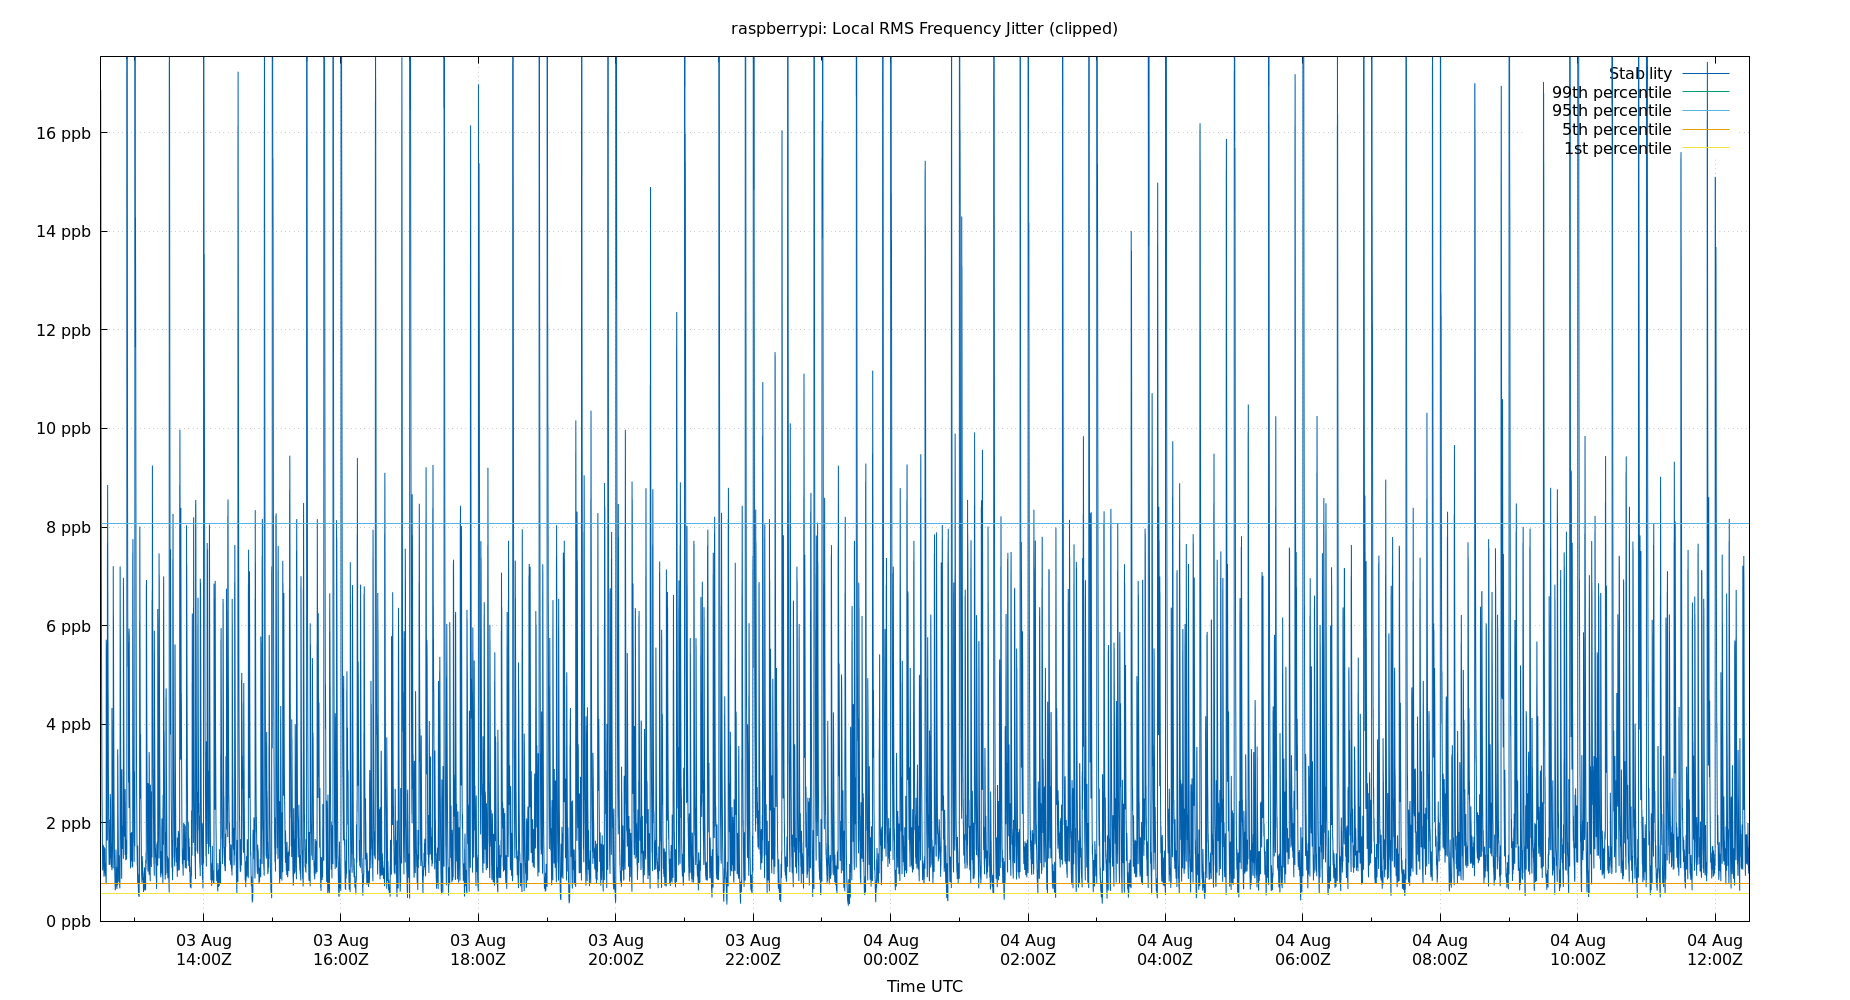 raspberrypi: Local RMS Frequency Jitter (clipped)
Stability
99th percentile
95th percentile
5th percentile
1st percentile
16 ppb
14 ppb
12 ppb
10 ppb
8 ppb
6 ppb
4 ppb
2 ppb
0 ppb
03 Aug 03 Aug 03 Aug 03 Aug 03 Aug 04 Aug 04 Aug 04 Aug 04 Aug 04 Aug 04 Aug 04 Aug
14:00Z 16:00Z 18:00Z 20:00Z 22:00Z 00:00Z 02:00Z 04:00Z 06:00Z 08:00Z 10:00Z 12:00Z
Time UTC